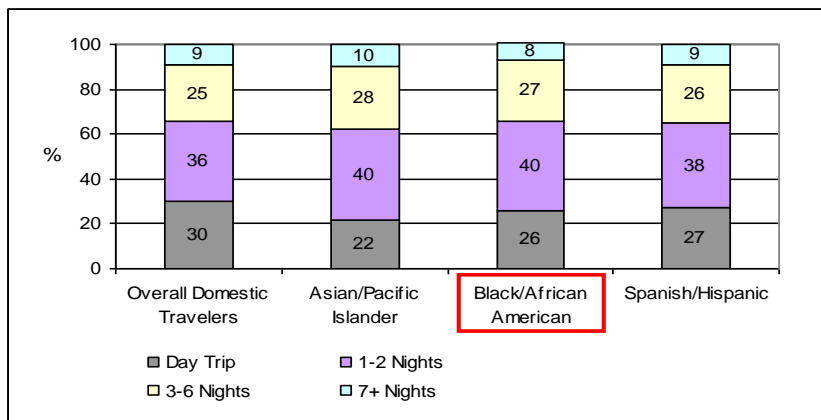 100
80
60
40
20
0
%
9
25
36
30
10
28
40
22
8
27
40
26
9
26
38
27
Overall Domestic
Travelers
Asian/Pacific
Islander
Black/African
American
Spanish/Hispanic
Day Trip
1-2 Nights
3-6 Nights
7+ Nights